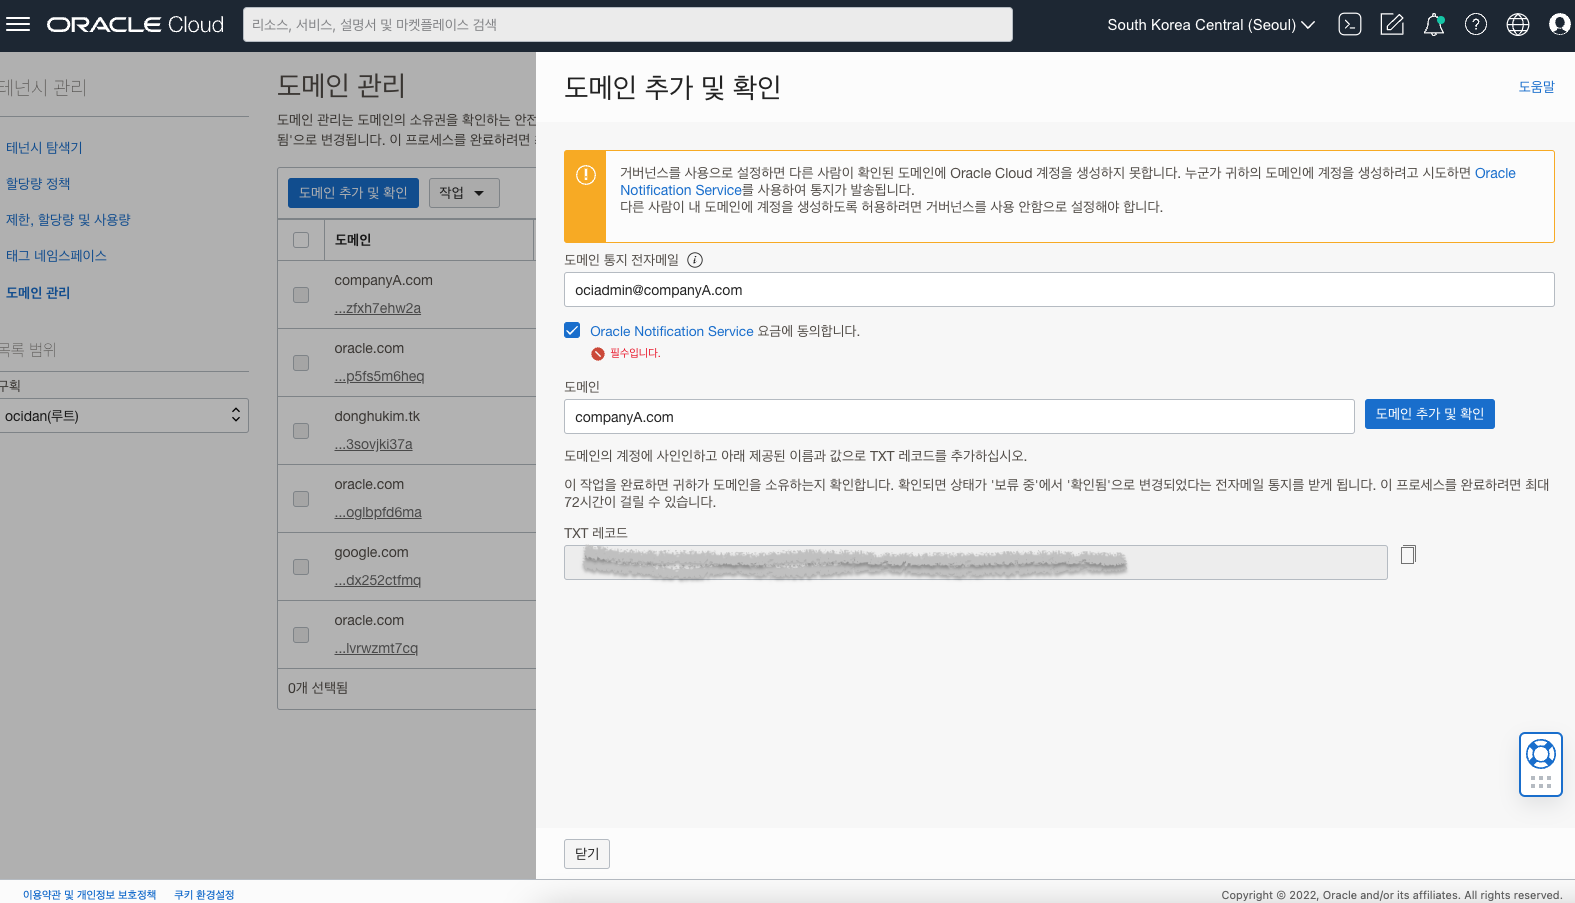 ORACLE Cloud
리소스, 서비스, 설명서 및 마켓플레이스 검색
South Korea Central (Seoul)
테넌시 관리
테넌시 탐색기
할당량 정책
제한, 할당량 및 사용량
태그 네임스페이스
도메인 관리
목록 범위
구획
ocidan(루트)
도메인 관리
도메인 관리는 도메인의 소유권을 확인하는 안전
됨'으로 변경됩니다. 이 프로세스를 완료하려면
도메인 추가 및 확인
작업
도메인
companyA.com
...zfxh7ehw2a
oracle.com
...p5fs5m6heq
donghukim.tk
...3sovjki37a
oracle.com
...oglbpfd6ma
google.com
...dx252ctfmq
oracle.com
...lvrwzmt7cq
0개 선택됨
도메인 추가 및 확인
도움말
거버넌스를 사용으로 설정하면 다른 사람이 확인된 도메인에 Oracle Cloud 계정을 생성하지 못합니다. 누군가 귀하의 도메인에 계정을 생성하려고 시도하면 Oracle
Notification Service를 사용하여 통지가 발송됩니다.
다른 사람이 내 도메인에 계정을 생성하도록 허용하려면 거버넌스를 사용 안함으로 설정해야 합니다.
도메인 통지 전자메일
ociadmin@companyA.com
Oracle Notification Service 요금에 동의합니다.
필수입니다.
도메인
companyA.com
도메인 추가 및 확인
도메인의 계정에 사인인하고 아래 제공된 이름과 값으로 TXT 레코드를 추가하십시오.
이 작업을 완료하면 귀하가 도메인을 소유하는지 확인합니다. 확인되면 상태가 '보류 중'에서 '확인됨'으로 변경되었다는 전자메일 통지를 받게 됩니다. 이 프로세스를 완료하려면 최대
72시간이 걸릴 수 있습니다.
TXT 레코드
닫기
이용약관 및 개인정보 보호정책
쿠키 환경설정
Copyright © 2022, Oracle and/or its affiliates. All rights reserved.